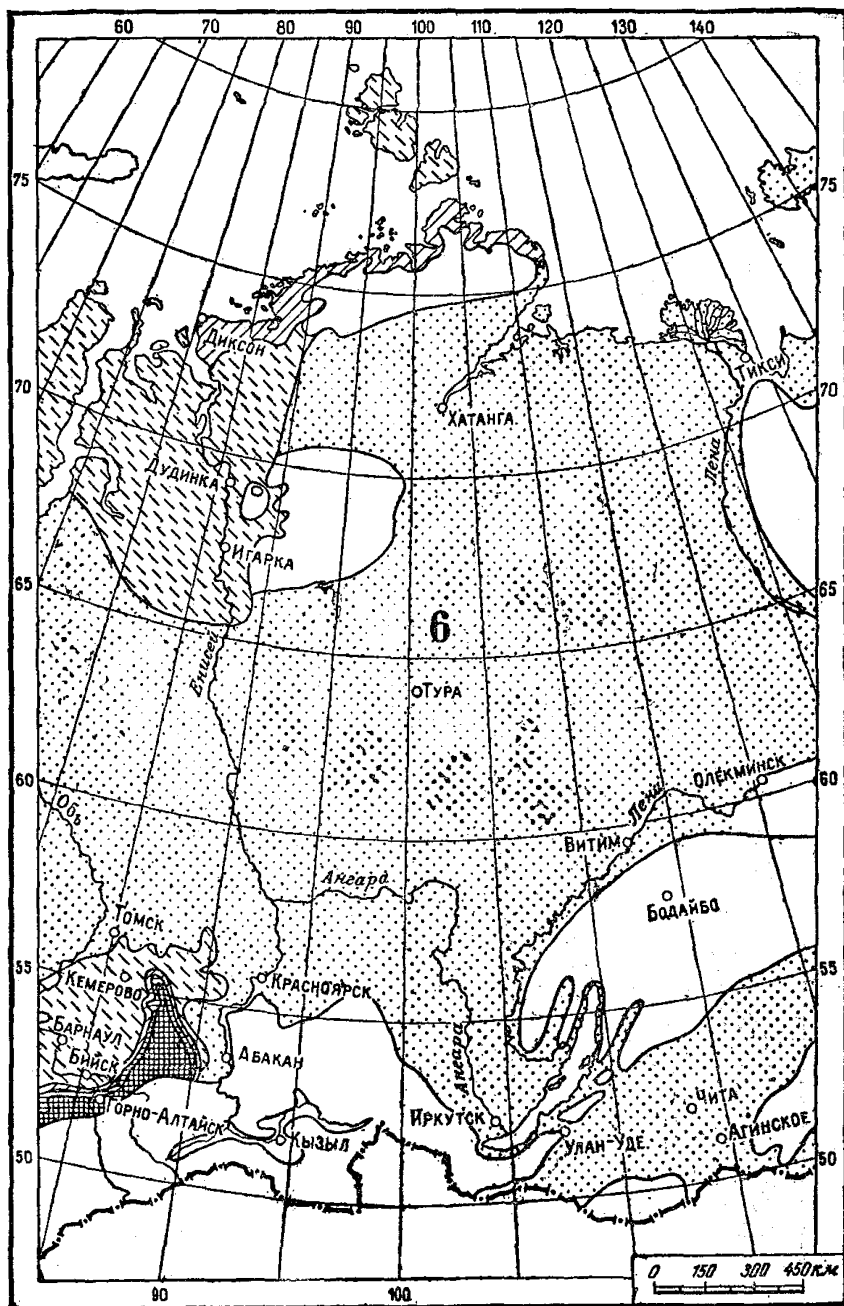 60 70 80 90 100 110 120 130 140
75 75
Диксон
Тикси
70 70
Хатанга
Лена
Дудинка
Игарка
65 65
6
Енисей
Тура
60 60
Олекминск
Обь
Лена
Витим
Ангара
Бодайбо
Томск
55 55
Кемерово
Красноярск
Барнаул
Абакан
Ангара
Бийск
Чита
Горно-Алтайск
Иркутск
Агинское
Кызыл
Улан-Уде
50 50
0 150 300 450 км
90 100